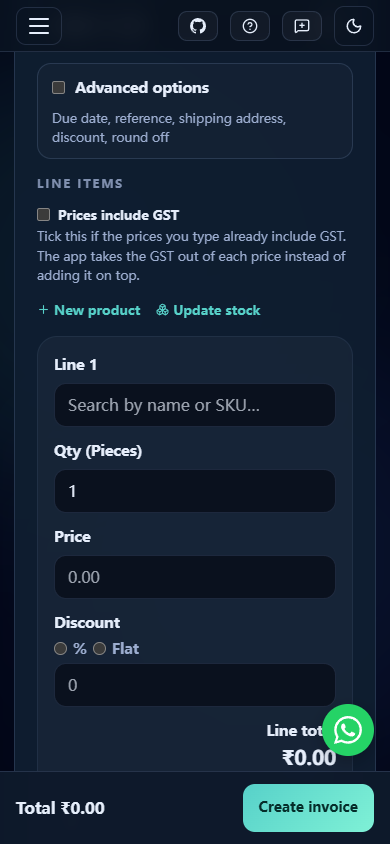 Advanced options
Due date, reference, shipping address,
discount, round off
LINE ITEMS
Prices include GST
Tick this if the prices you type already include GST.
The app takes the GST out of each price instead of
adding it on top.
+ New product Update stock
Line 1
Search by name or SKU...
Qty (Pieces)
1
Price
0.00
Discount
% Flat
0
Line
₹0.00
Total ₹0.00
Create invoice